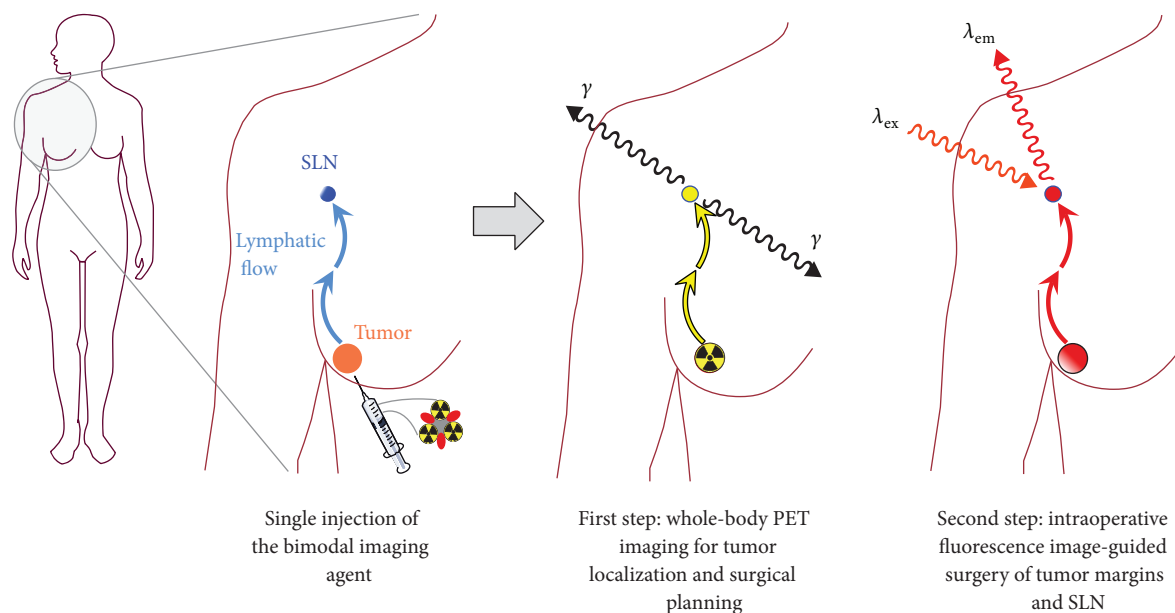 SLN
Lymphatic
flow
Tumor
Single injection of
the bimodal imaging
agent
γ
γ
First step: whole-body PET
imaging for tumor
localization and surgical
planning
λem
λex
Second step: intraoperative
fluorescence image-guided
surgery of tumor margins
and SLN